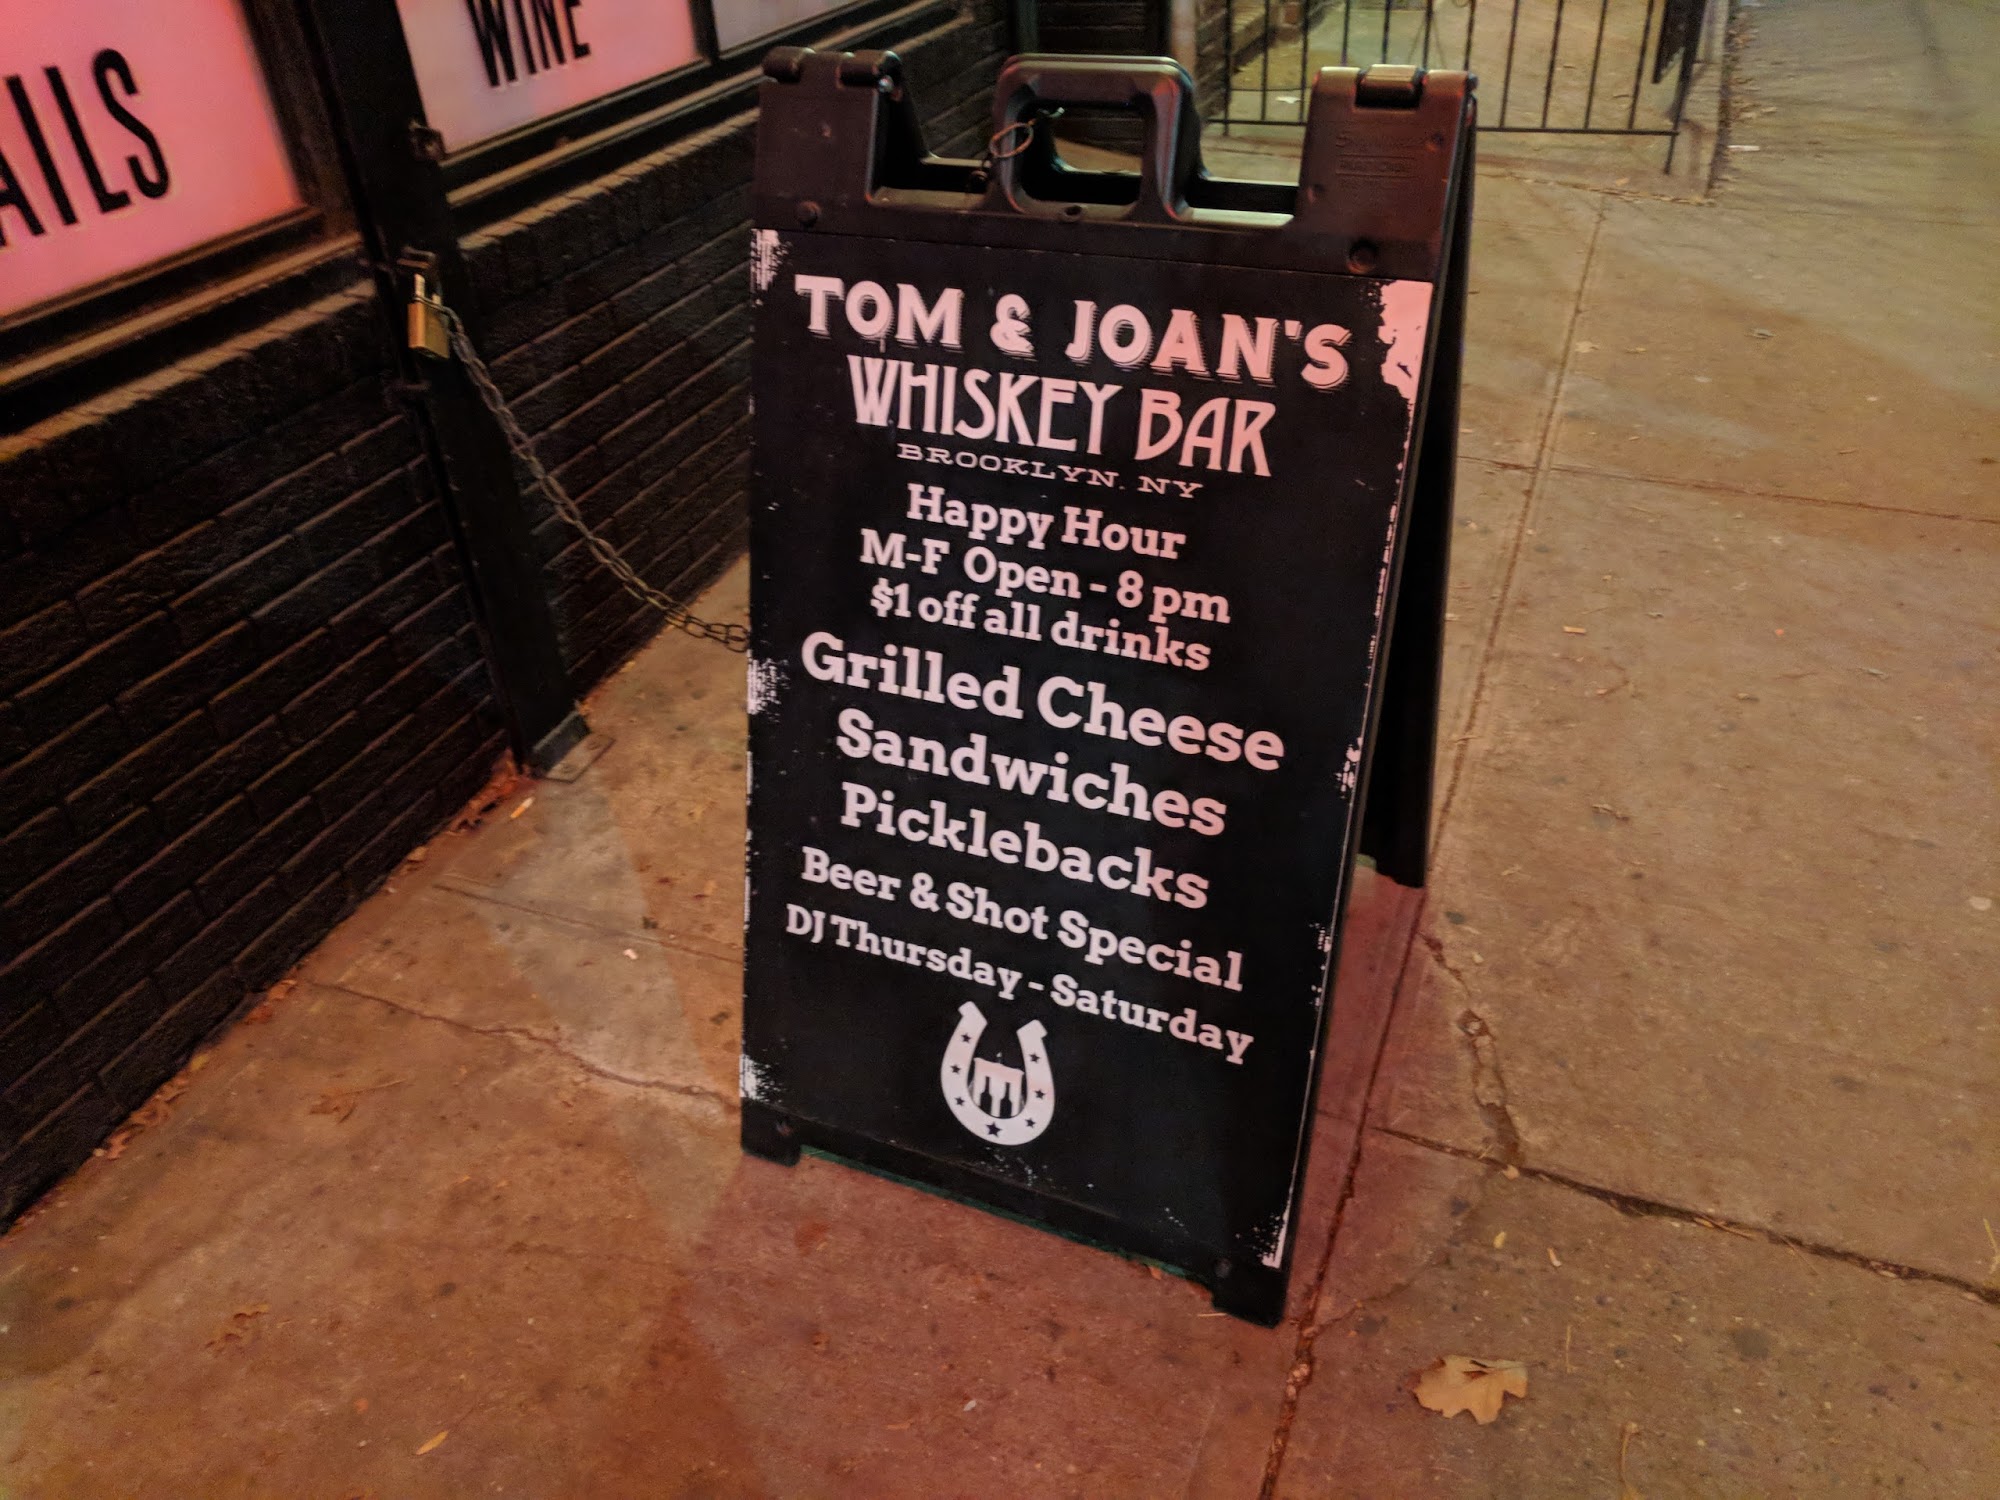 AILS
WINE
TOM & JOAN'S
WHISKEY BAR
BROOKLYN, NY
Happy Hour
M-F Open - 8 pm
$1 off all drinks
Grilled Cheese
Sandwiches
Picklebacks
Beer & Shot Special
DJ Thursday - Saturday